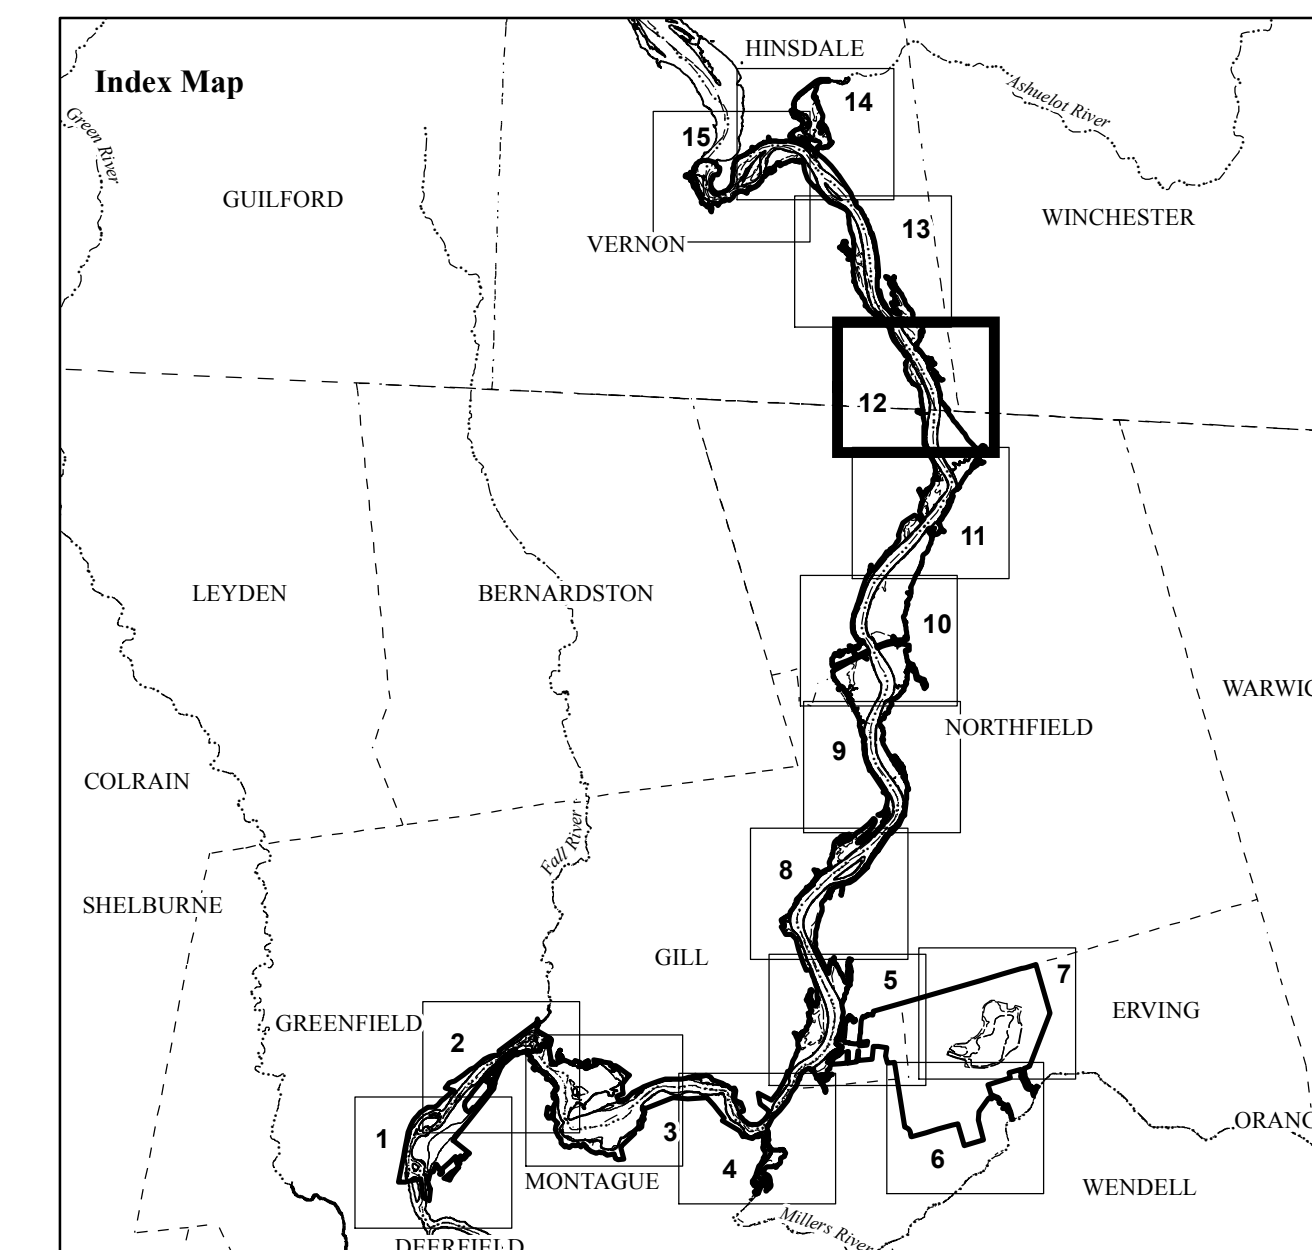 HINSDALE
Index Map
14
Ashuelot River
Green River
15
GUILFORD
WINCHESTER
13
VERNON
12
11
LEYDEN
BERNARDSTON
10
WARWIC
NORTHFIELD
9
COLRAIN
Fall River
8
SHELBURNE
GILL
7
5
ERVING
GREENFIELD
2
ORANG
3
1
6
4
MONTAGUE
WENDELL
Millers River
DEERFIELD